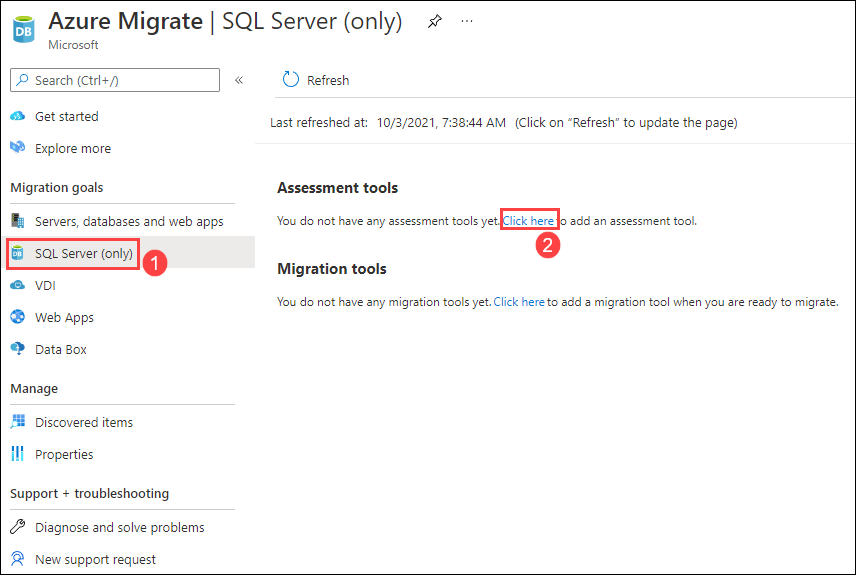 Azure Migrate | SQL Server (only)
Microsoft
Search (Ctrl+/)
«
Get started
Explore more
Migration goals
Servers, databases and web apps
DB SQL Server (only) 1
VDI
Web Apps
Data Box
Manage
Discovered items
Properties
Support + troubleshooting
Diagnose and solve problems
New support request
Refresh
Last refreshed at: 10/3/2021, 7:38:44 AM (Click on “Refresh” to update the page)
Assessment tools
You do not have any assessment tools yet. Click here to add an assessment tool.
2
Migration tools
You do not have any migration tools yet. Click here to add a migration tool when you are ready to migrate.